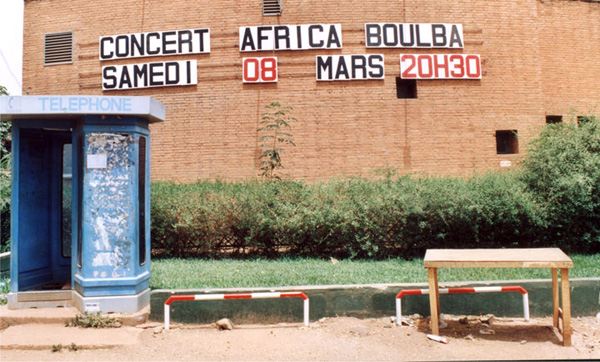 CONCERT AFRICA BOULBA
SAMEDI 08 MARS 20H30
TELEPHONE